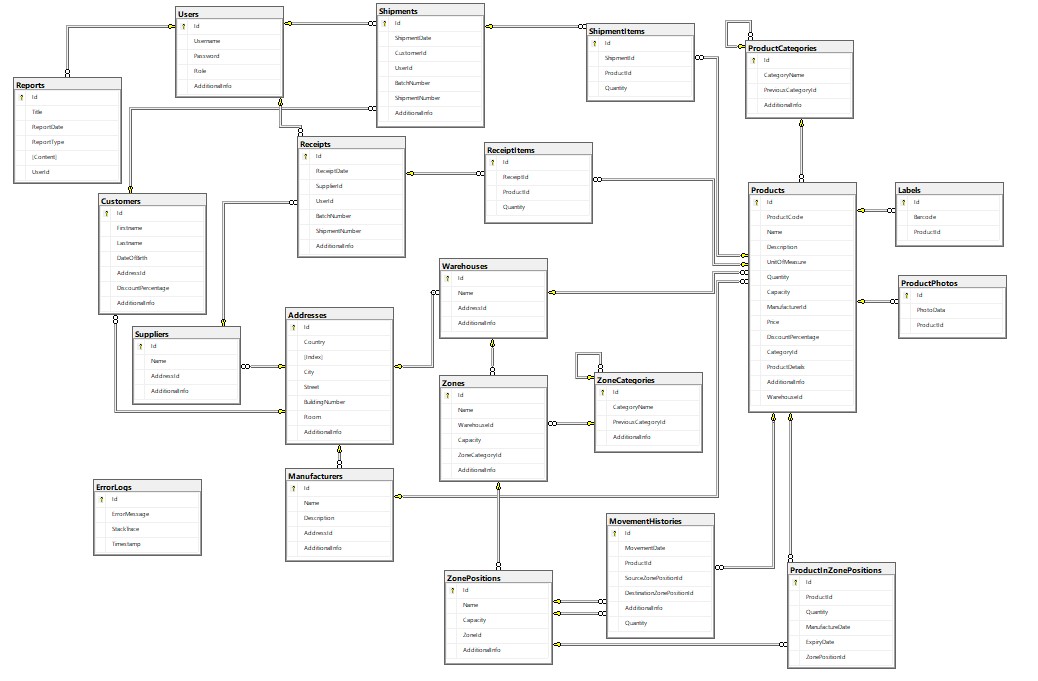 Users
Id
Username
Password
Role
AdditionalInfo
Shipments
Id
ShipmentDate
CustomerId
UserId
BatchNumber
ShipmentNumber
AdditionalInfo
ShipmentItems
Id
ShipmentId
ProductId
Quantity
ProductCategories
Id
CategoryName
PreviousCategoryId
AdditionalInfo
Reports
Id
Title
ReportDate
ReportType
[Content]
UserId
Receipts
Id
ReceiptDate
SupplierId
UserId
BatchNumber
ShipmentNumber
AdditionalInfo
ReceiptItems
Id
ReceiptId
ProductId
Quantity
Products
Id
ProductCode
Name
Description
UnitOfMeasure
Quantity
Capacity
ManufacturerId
Price
DiscountPercentage
CategoryId
ProductDetails
AdditionalInfo
WarehouseId
Labels
Id
Barcode
ProductId
Customers
Id
Firstname
Lastname
DateOfBirth
AddressId
DiscountPercentage
AdditionalInfo
Warehouses
Id
Name
AddressId
AdditionalInfo
ProductPhotos
Id
PhotoData
ProductId
Suppliers
Id
Name
AddressId
AdditionalInfo
Addresses
Id
Country
[Index]
City
Street
BuildingNumber
Room
AdditionalInfo
Zones
Id
Name
WarehouseId
Capacity
ZoneCategoryId
AdditionalInfo
ZoneCategories
Id
CategoryName
PreviousCategoryId
AdditionalInfo
ErrorLogs
Id
ErrorMessage
StackTrace
Timestamp
Manufacturers
Id
Name
Description
AddressId
AdditionalInfo
MovementHistories
Id
MovementDate
ProductId
SourceZonePositionId
DestinationZonePositionId
AdditionalInfo
Quantity
ZonePositions
Id
Name
Capacity
ZoneId
AdditionalInfo
ProductInZonePositions
Id
ProductId
Quantity
ManufactureDate
ExpiryDate
ZonePositionId